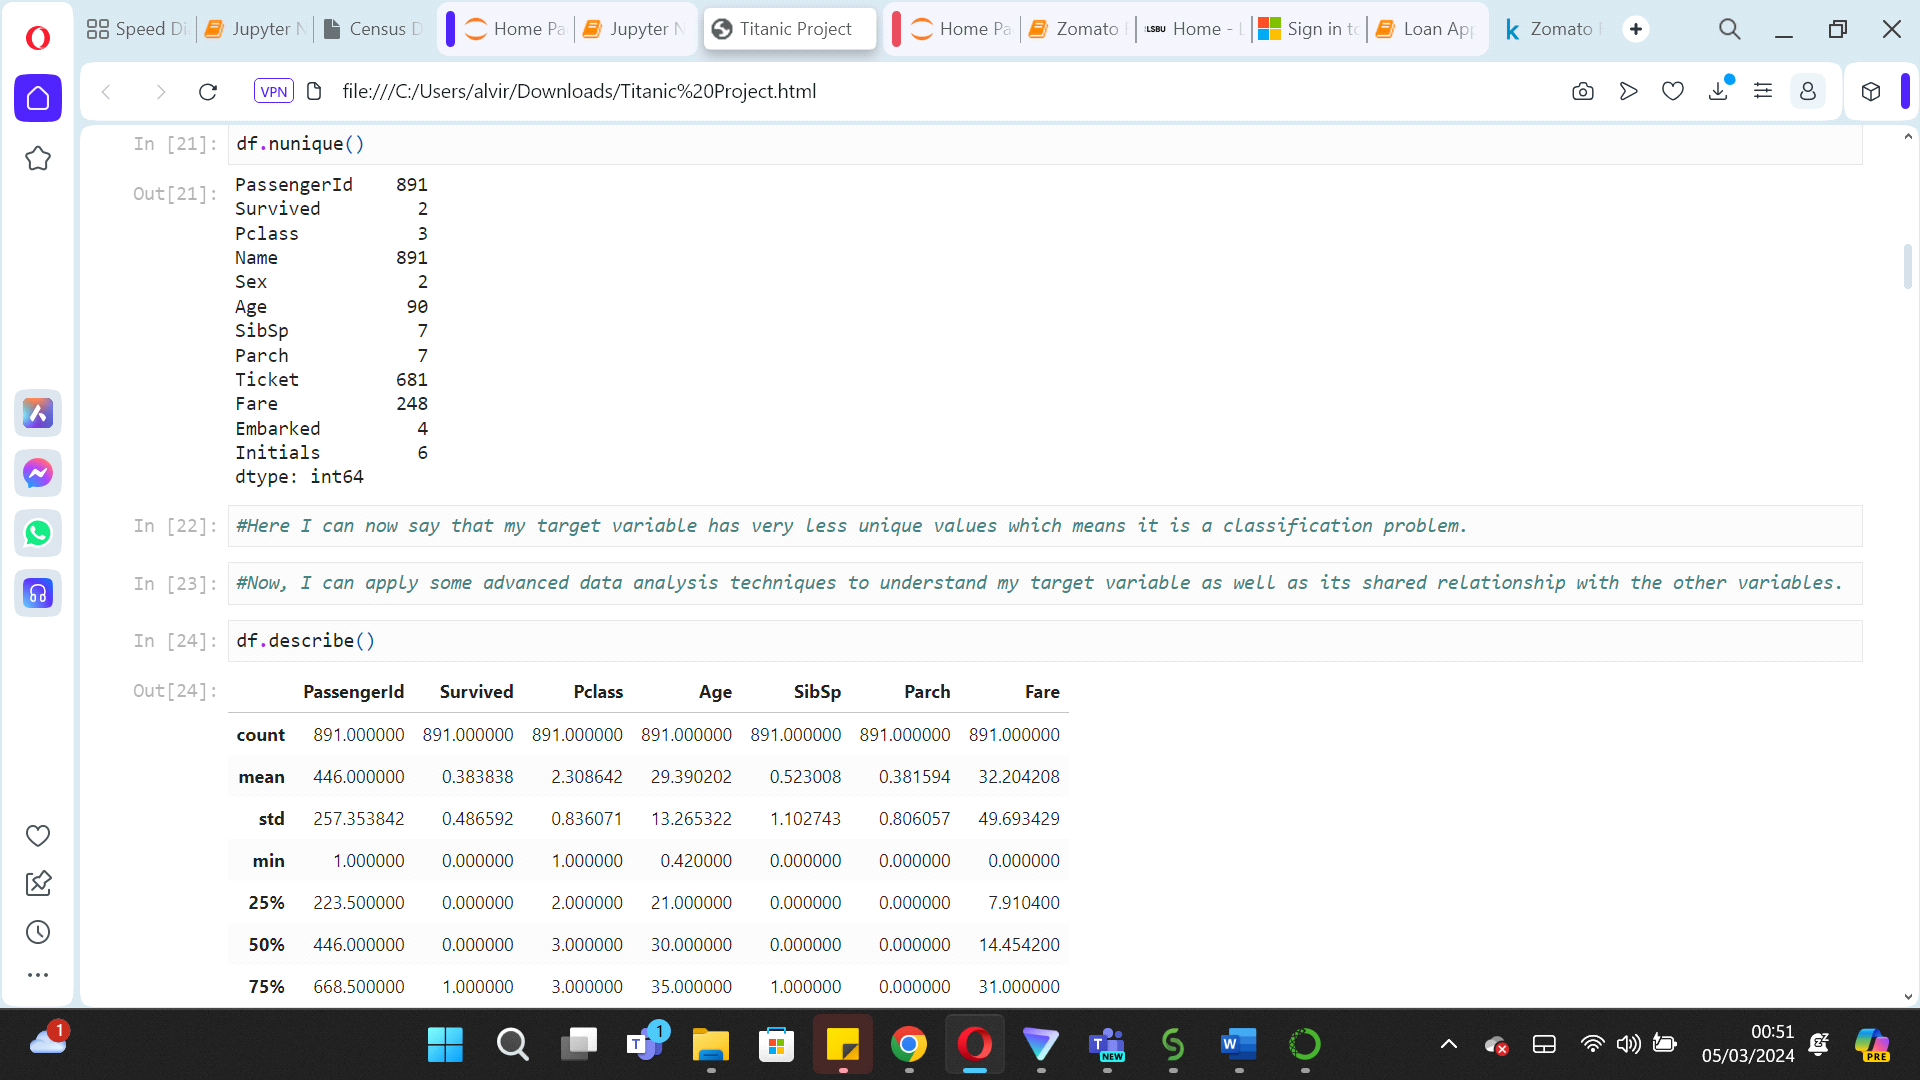 Speed Di
Jupyter N
Census D
Home Pa
Jupyter N
Titanic Project
Home Pa
Zomato
LSBU
Home - L
Sign in to
Loan App
Zomato
VPN
file:///C:/Users/alvir/Downloads/Titanic%20Project.html
In [21]: df.nunique()
Out[21]: PassengerId 891
Survived 2
Pclass 3
Name 891
Sex 2
Age 90
SibSp 7
Parch 7
Ticket 681
Fare 248
Embarked 4
Initials 6
dtype: int64
In [22]: #Here I can now say that my target variable has very less unique values which means it is a classification problem.
In [23]: #Now, I can apply some advanced data analysis techniques to understand my target variable as well as its shared relationship with the other variables.
In [24]: df.describe()
Out[24]: PassengerId Survived Pclass Age SibSp Parch Fare
count 891.000000 891.000000 891.000000 891.000000 891.000000 891.000000 891.000000
mean 446.000000 0.383838 2.308642 29.390202 0.523008 0.381594 32.204208
std 257.353842 0.486592 0.836071 13.265322 1.102743 0.806057 49.693429
min 1.000000 0.000000 1.000000 0.420000 0.000000 0.000000 0.000000
25% 223.500000 0.000000 2.000000 21.000000 0.000000 0.000000 7.910400
50% 446.000000 0.000000 3.000000 30.000000 0.000000 0.000000 14.454200
75% 668.500000 1.000000 3.000000 35.000000 1.000000 0.000000 31.000000
1
T
1
T
NEW
W
00:51
05/03/2024
PRE